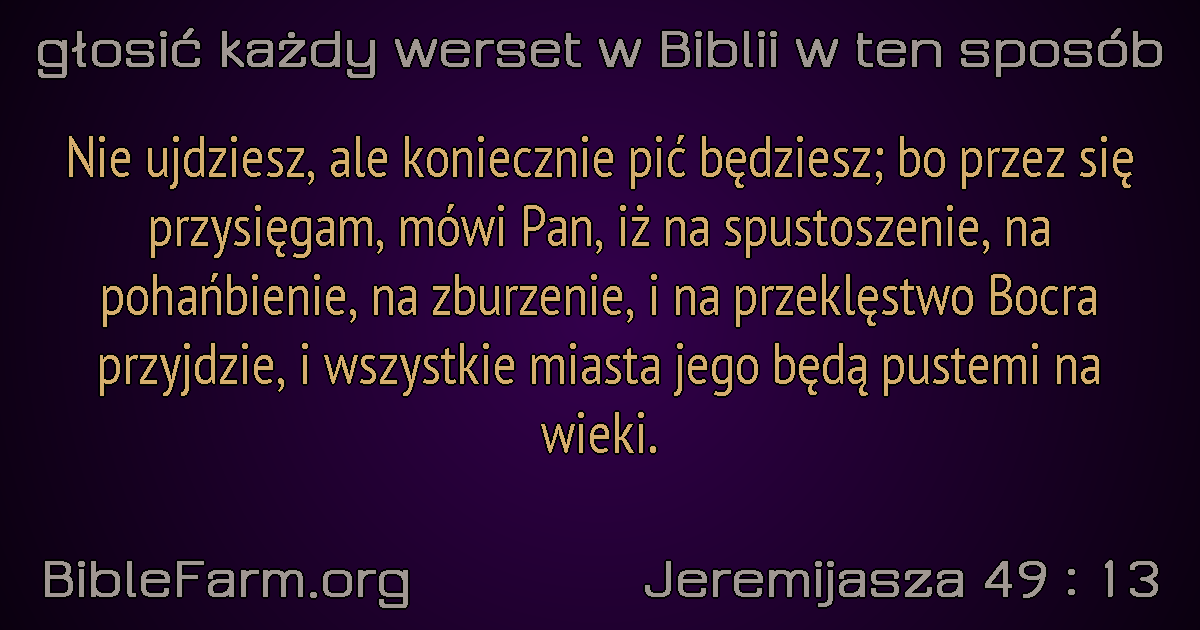 głosić każdy werset w Biblii w ten sposób
Nie ujdziesz, ale koniecznie pić będziesz; bo przez się
przysięgam, mówi Pan, iż na spustoszenie, na
pohańbienie, na zburzenie, i na przeklęstwo Bocra
przyjdzie, i wszystkie miasta jego będą pustemi na
wieki.
BibleFarm.org
Jeremijasza 49 : 13